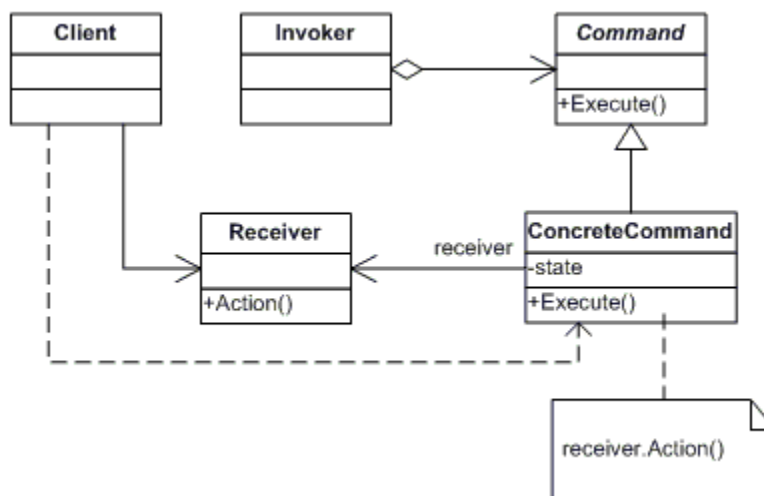 Client
Invoker
Command
+Execute()
Receiver
receiver
ConcreteCommand
-state
+Action()
+Execute()
receiver.Action()